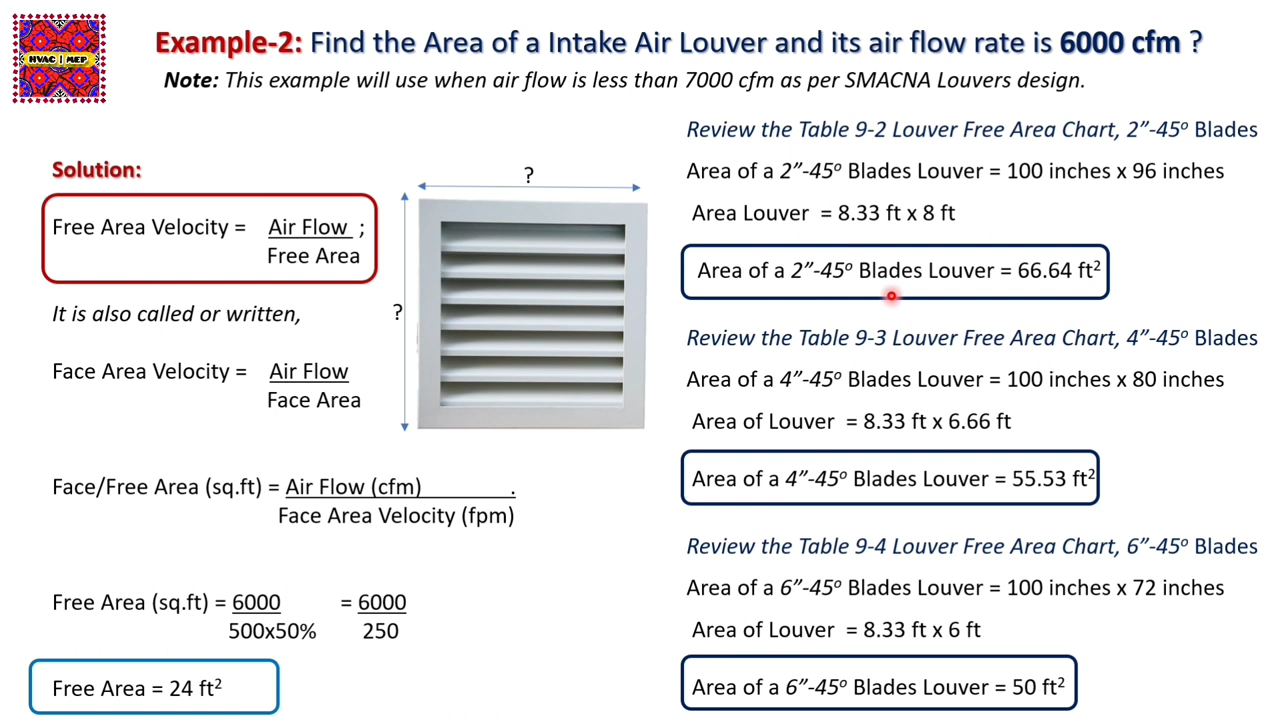 HVAC | MEP
Example-2: Find the Area of a Intake Air Louver and its air flow rate is 6000 cfm ?
Note: This example will use when air flow is less than 7000 cfm as per SMACNA Louvers design.
Solution:
Free Area Velocity = Air Flow ;
Free Area
It is also called or written,
Face Area Velocity = Air Flow
Face Area
?
?
Face/Free Area (sq.ft) = Air Flow (cfm) .
Face Area Velocity (fpm)
Free Area (sq.ft) = 6000 = 6000
500x50% 250
Free Area = 24 ft²
Review the Table 9-2 Louver Free Area Chart, 2”-45º Blades
Area of a 2”-45º Blades Louver = 100 inches x 96 inches
Area Louver = 8.33 ft x 8 ft
Area of a 2”-45º Blades Louver = 66.64 ft²
Review the Table 9-3 Louver Free Area Chart, 4”-45º Blades
Area of a 4”-45º Blades Louver = 100 inches x 80 inches
Area of Louver = 8.33 ft x 6.66 ft
Area of a 4”-45º Blades Louver = 55.53 ft²
Review the Table 9-4 Louver Free Area Chart, 6”-45º Blades
Area of a 6”-45º Blades Louver = 100 inches x 72 inches
Area of Louver = 8.33 ft x 6 ft
Area of a 6”-45º Blades Louver = 50 ft²